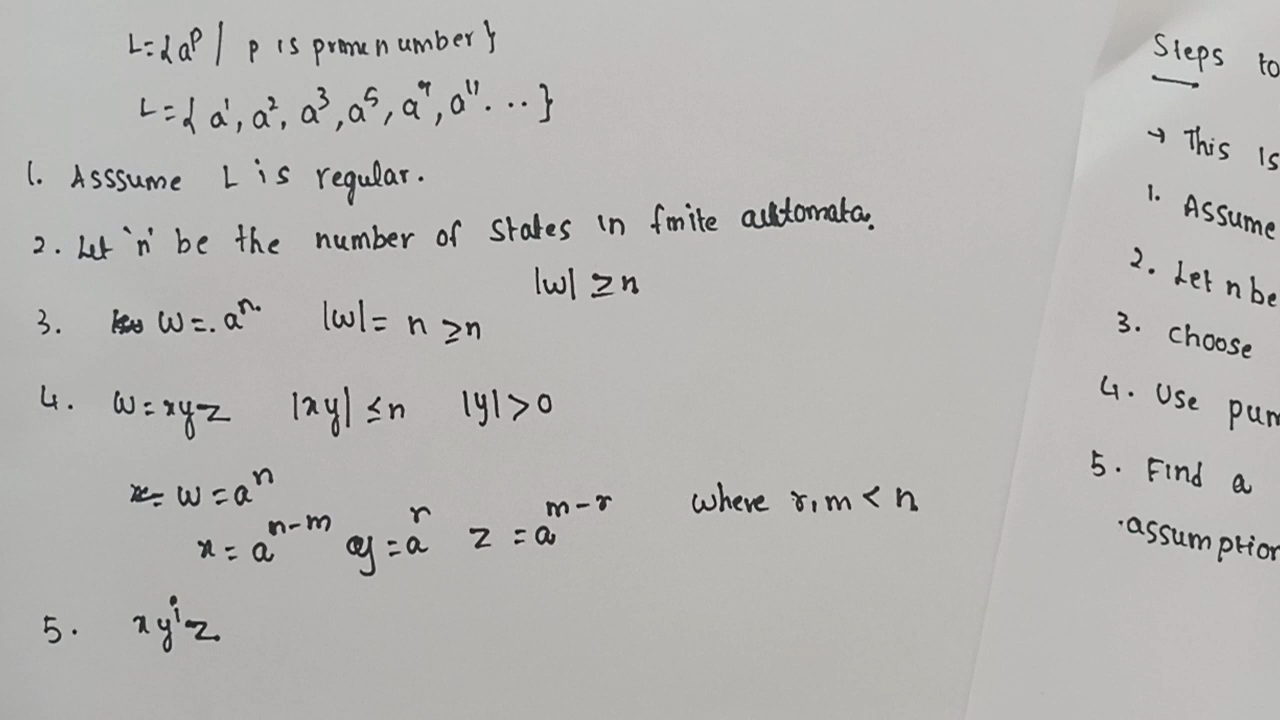 L={a^p | p is prime number}
L={ a^1, a^2, a^3, a^5, a^7, a^11 ... }
1. Asssume L is regular.
2. Let 'n' be the number of states in finite automata.
|w| ≥ n
3. w = a^n. |w| = n ≥ n
4. w = xyz |xy| ≤ n |y| > 0
w = a^n
x = a^n-m y = a^r z = a^m-r where r, m < n
5. xy^i z
Steps to
→ This is
1. Assume
2. Let n be
3. Choose
4. Use pum
5. Find a
assumption